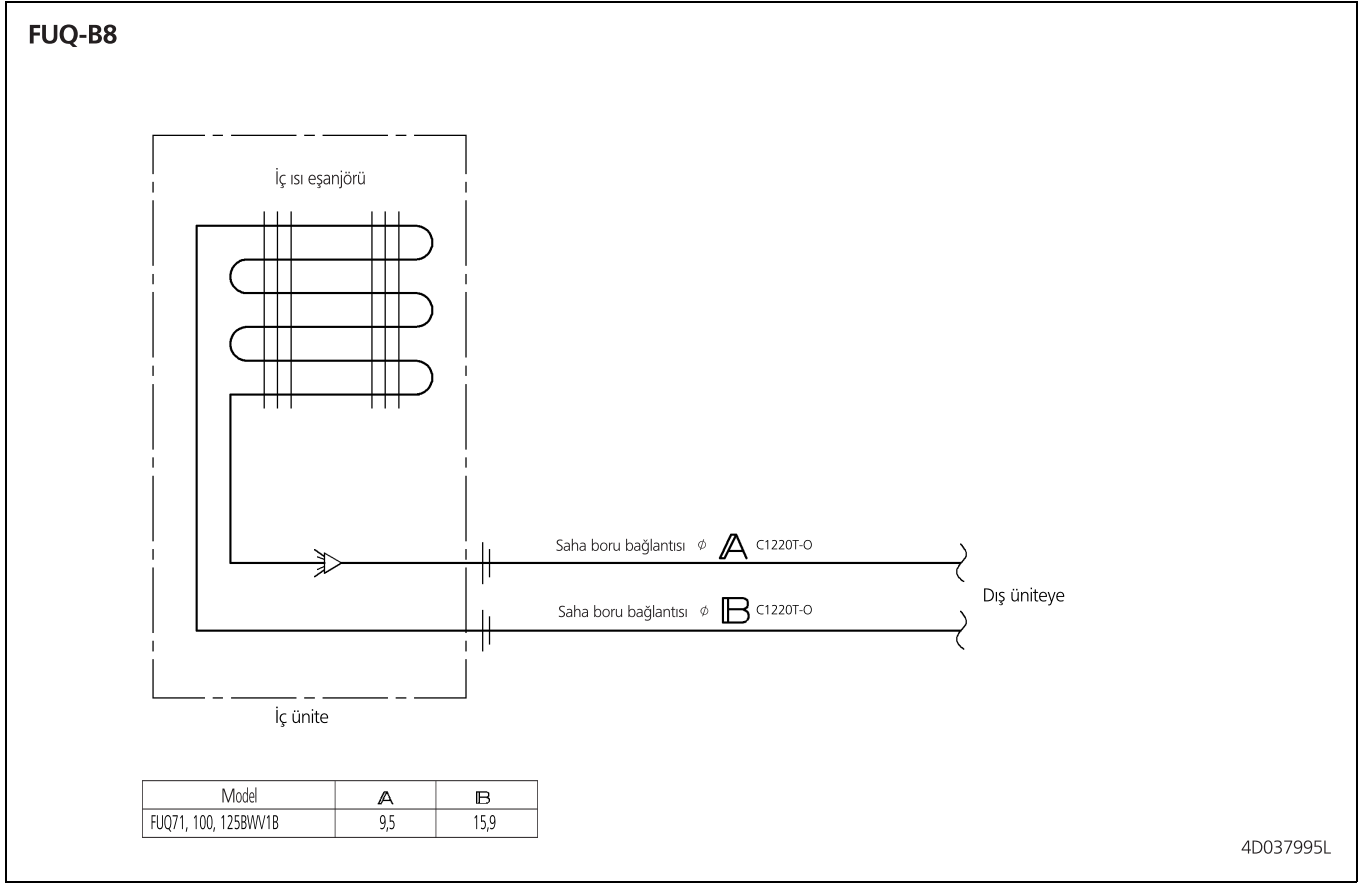 FUQ-B8
İç ısı eşanjörü
Saha boru bağlantısı ⌀ A C1220T-O
Dış üniteye
Saha boru bağlantısı ⌀ B C1220T-O
İç ünite
Model A B
FUQ71, 100, 125BWV1B 9,5 15,9
4D037995L